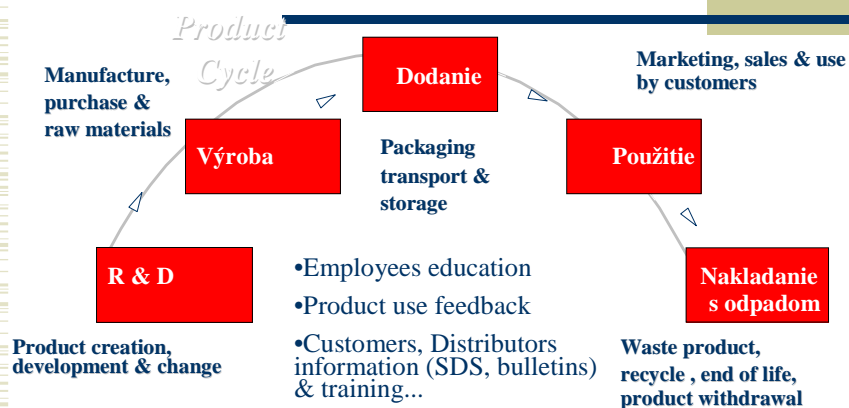 Product
Cycle
Manufacture,
purchase &
raw materials
Dodanie
Marketing, sales & use
by customers
Výroba
Packaging
transport &
storage
Použitie
R & D
•Employees education
•Product use feedback
•Customers, Distributors
information (SDS, bulletins)
& training...
Nakladanie
s odpadom
Product creation,
development & change
Waste product,
recycle , end of life,
product withdrawal